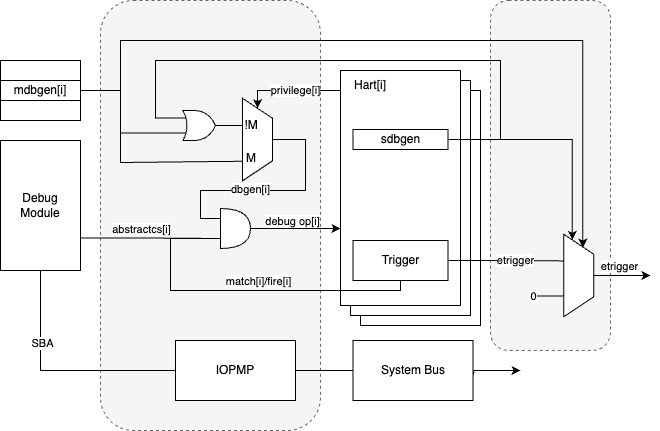 mdbgen[i]
privilege[i]
Hart[i]
!M
sdbgen
M
Debug
Module
dbgen[i]
abstractcs[i]
debug op[i]
Trigger
etrigger
etrigger
match[i]/fire[i]
0
SBA
IOPMP
System Bus